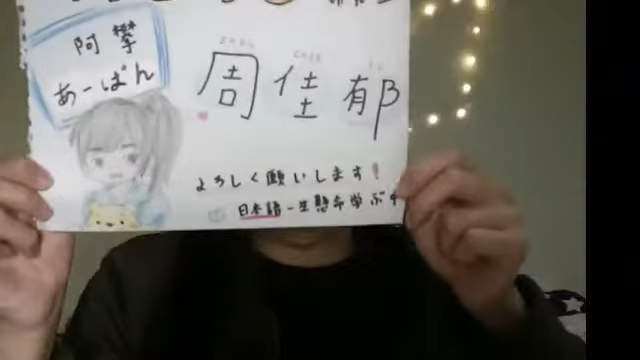 阿攀
あーぱん
周佳郁
よろしく願いします!
日本語一生懸命学ぶ